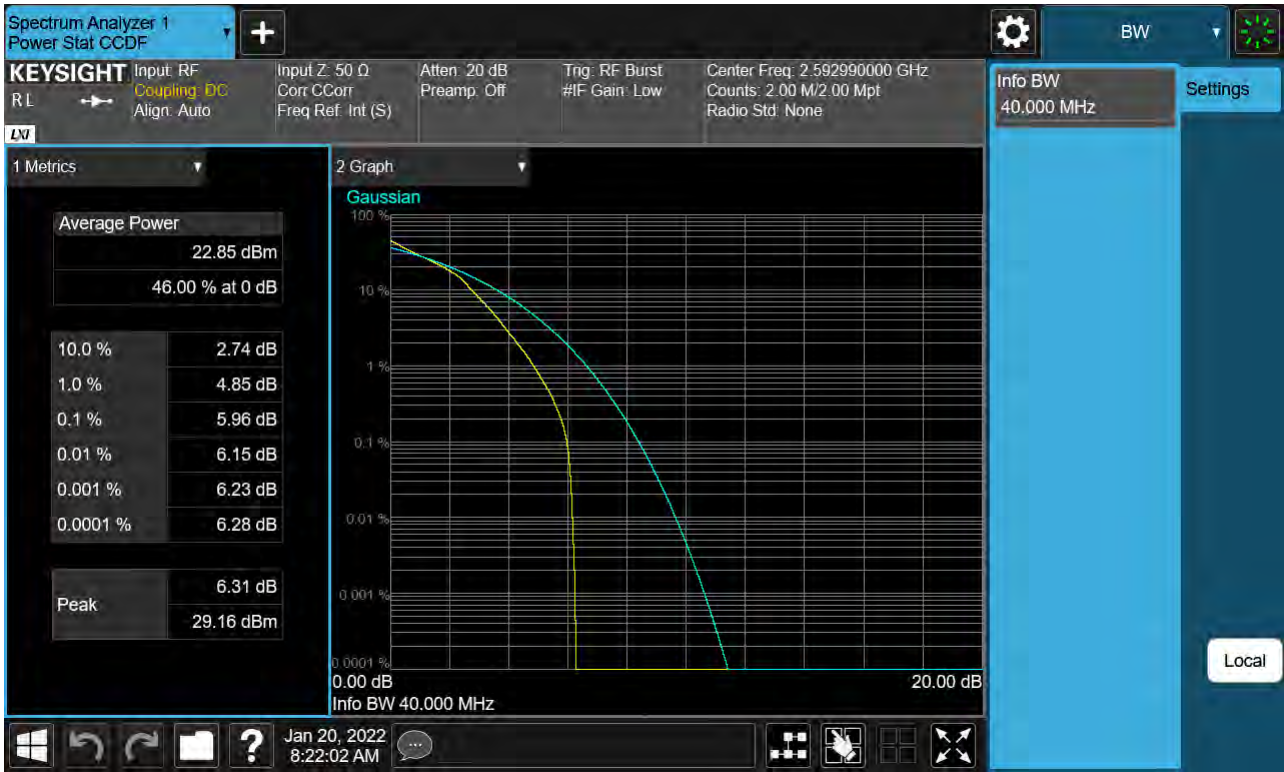 Spectrum Analyzer 1
Power Stat CCDF
+
BW
KEYSIGHT
Input: RF
Input Z: 50 Ω
Atten: 20 dB
Trig: RF Burst
Center Freq: 2.592990000 GHz
R L
Coupling: DC
Corr CCorr
Preamp: Off
#IF Gain: Low
Counts: 2.00 M/2.00 Mpt
Align: Auto
Freq Ref: Int (S)
Radio Std: None
LXI
Info BW
40.000 MHz
Settings
1 Metrics
2 Graph
Average Power
22.85 dBm
46.00 % at 0 dB
10.0 % 2.74 dB
1.0 % 4.85 dB
0.1 % 5.96 dB
0.01 % 6.15 dB
0.001 % 6.23 dB
0.0001 % 6.28 dB
Peak
6.31 dB
29.16 dBm
Gaussian
100 %
10 %
1 %
0.1 %
0.01 %
0.001 %
0.0001 %
0.00 dB 20.00 dB
Info BW 40.000 MHz
Local
?
Jan 20, 2022
8:22:02 AM